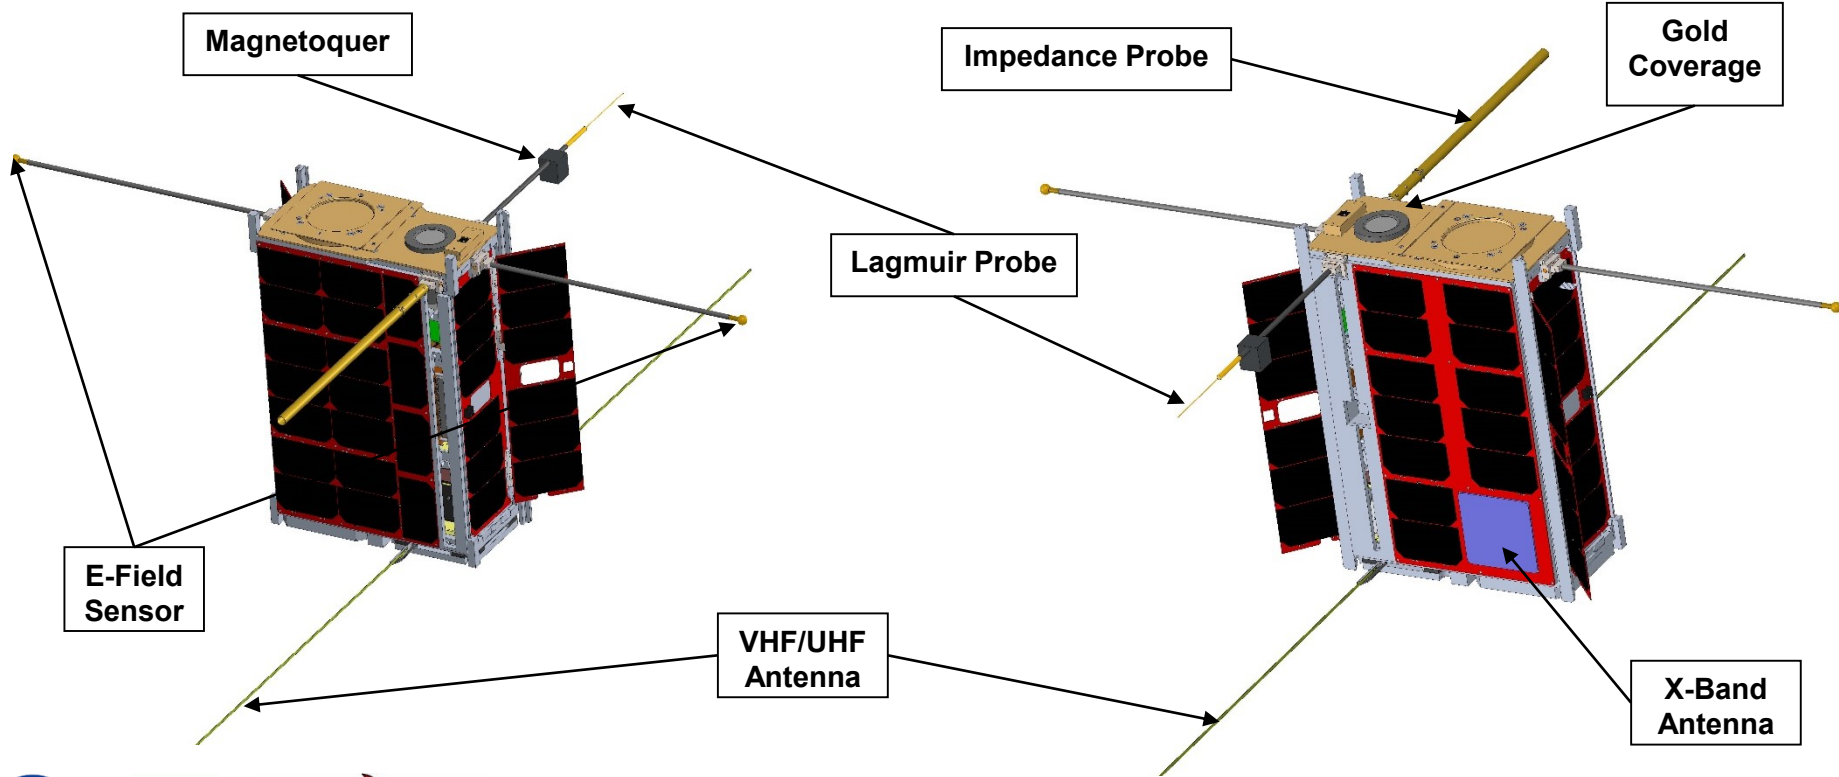 Magnetoquer
Impedance Probe
Gold
Coverage
Lagmuir Probe
E-Field
Sensor
VHF/UHF
Antenna
X-Band
Antenna